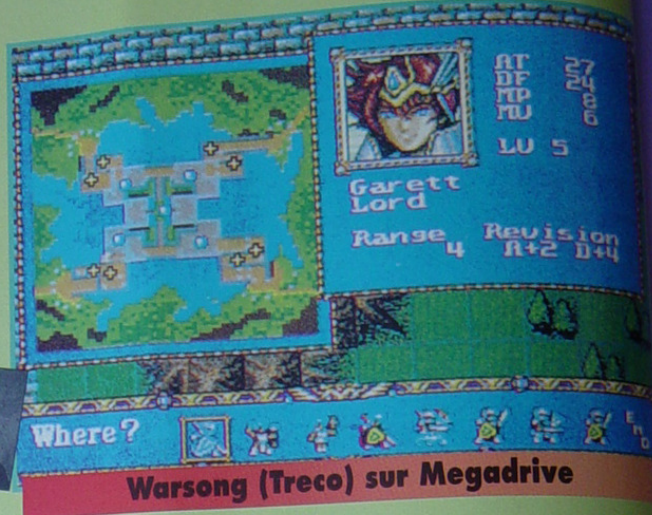 AT 27
DF 24
MP 8
MV 6
LV 5
Garett
Lord
Range 4
Revision
A+2 D+4
Where?
END
Warsong (Treco) sur Megadrive